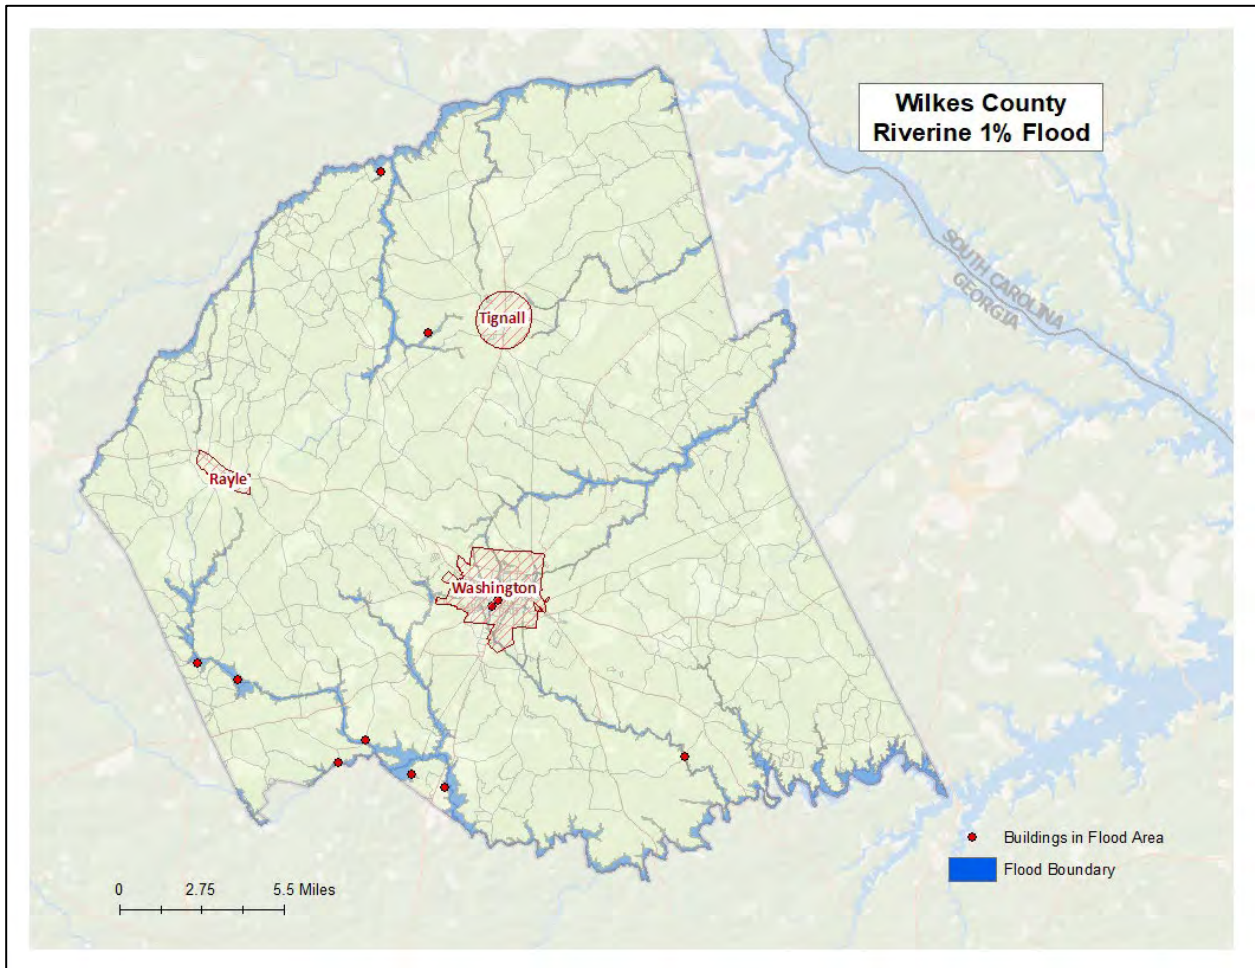 Wilkes County
Riverine 1% Flood
SOUTH CAROLINA
GEORGIA
Tignall
Rayle
Washington
Buildings in Flood Area
Flood Boundary
0 2.75 5.5 Miles